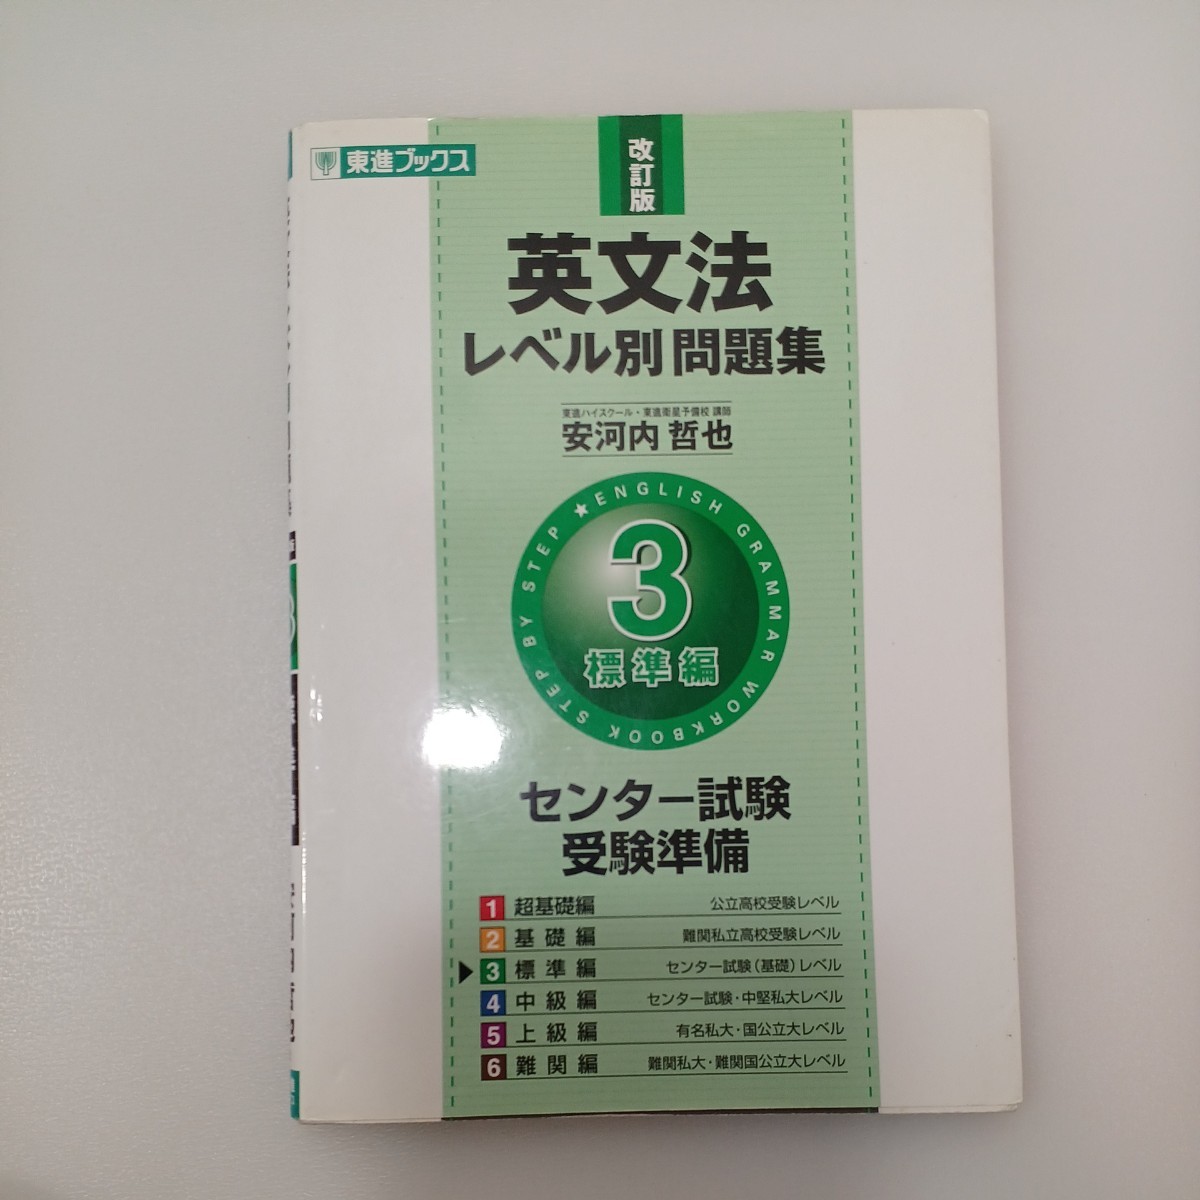 東進ブックス
改訂版
英文法
レベル別問題集
東進ハイスクール・東進衛星予備校 講師
安河内 哲也
STEP BY STEP ★ ENGLISH GRAMMAR WORKBOOK
3
標準編
センター試験
受験準備
1 超基礎編 公立高校受験レベル
2 基礎編 難関私立高校受験レベル
▶ 3 標準編 センター試験(基礎)レベル
4 中級編 センター試験・中堅私大レベル
5 上級編 有名私大・国公立大レベル
6 難関編 難関私大・難関国公立大レベル